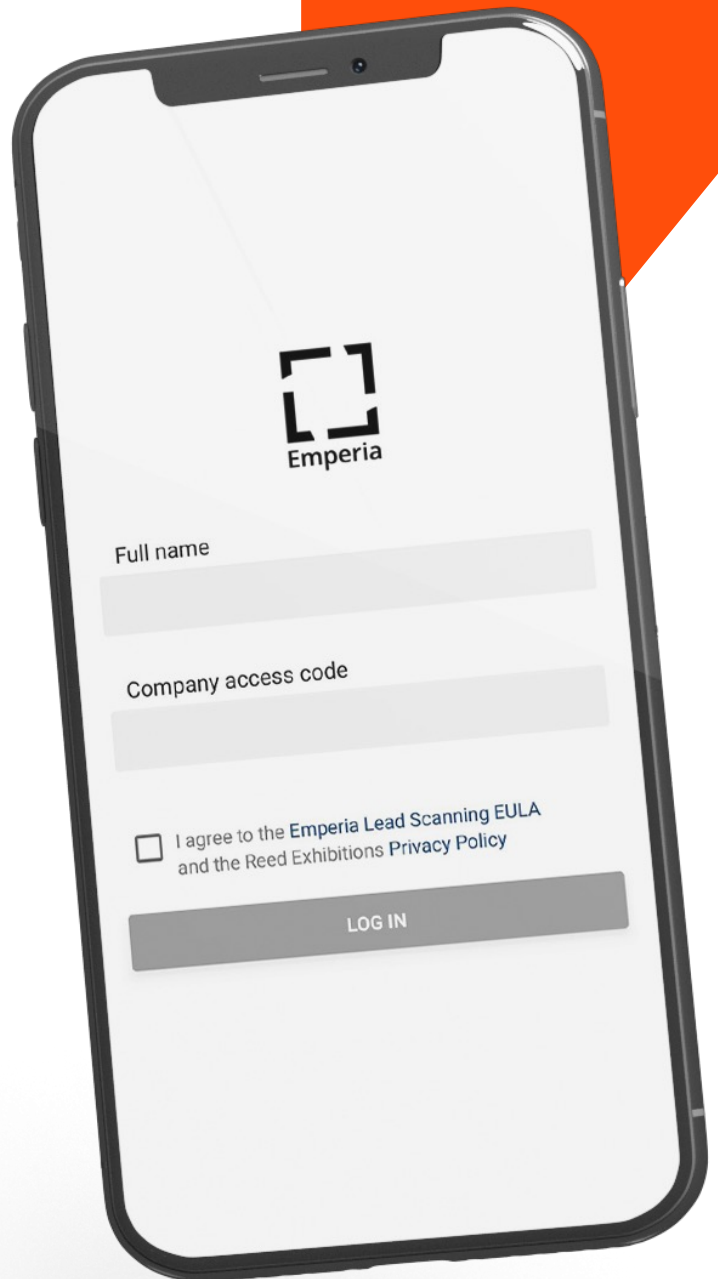 Emperia
Full name
Company access code
I agree to the Emperia Lead Scanning EULA
and the Reed Exhibitions Privacy Policy
LOG IN